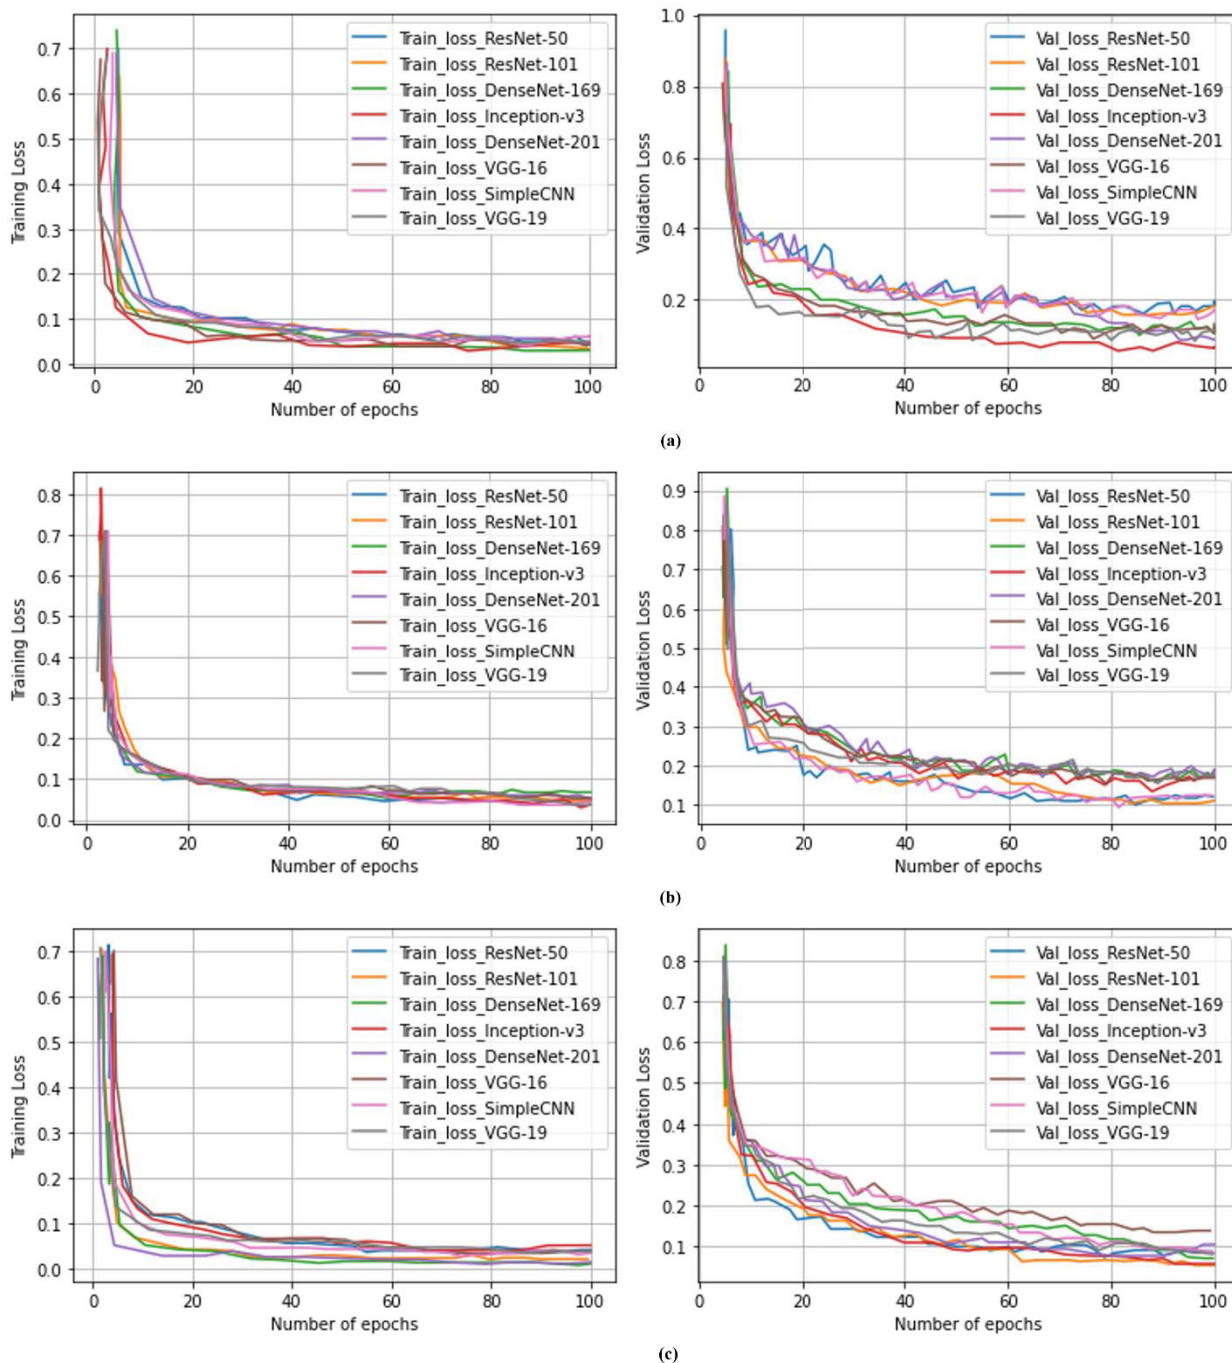 Train_loss_ResNet-50
Train_loss_ResNet-101
Train_loss_DenseNet-169
Train_loss_Inception-v3
Train_loss_DenseNet-201
Train_loss_VGG-16
Train_loss_SimpleCNN
Train_loss_VGG-19
Training Loss
0.7
0.6
0.5
0.4
0.3
0.2
0.1
0.0
0 20 40 60 80 100
Number of epochs
Val_loss_ResNet-50
Val_loss_ResNet-101
Val_loss_DenseNet-169
Val_loss_Inception-v3
Val_loss_DenseNet-201
Val_loss_VGG-16
Val_loss_SimpleCNN
Val_loss_VGG-19
Validation Loss
1.0
0.8
0.6
0.4
0.2
0 20 40 60 80 100
Number of epochs
(a)
Train_loss_ResNet-50
Train_loss_ResNet-101
Train_loss_DenseNet-169
Train_loss_Inception-v3
Train_loss_DenseNet-201
Train_loss_VGG-16
Train_loss_SimpleCNN
Train_loss_VGG-19
Training Loss
0.8
0.7
0.6
0.5
0.4
0.3
0.2
0.1
0.0
0 20 40 60 80 100
Number of epochs
Val_loss_ResNet-50
Val_loss_ResNet-101
Val_loss_DenseNet-169
Val_loss_Inception-v3
Val_loss_DenseNet-201
Val_loss_VGG-16
Val_loss_SimpleCNN
Val_loss_VGG-19
Validation Loss
0.9
0.8
0.7
0.6
0.5
0.4
0.3
0.2
0.1
0 20 40 60 80 100
Number of epochs
(b)
Train_loss_ResNet-50
Train_loss_ResNet-101
Train_loss_DenseNet-169
Train_loss_Inception-v3
Train_loss_DenseNet-201
Train_loss_VGG-16
Train_loss_SimpleCNN
Train_loss_VGG-19
Training Loss
0.7
0.6
0.5
0.4
0.3
0.2
0.1
0.0
0 20 40 60 80 100
Number of epochs
Val_loss_ResNet-50
Val_loss_ResNet-101
Val_loss_DenseNet-169
Val_loss_Inception-v3
Val_loss_DenseNet-201
Val_loss_VGG-16
Val_loss_SimpleCNN
Val_loss_VGG-19
Validation Loss
0.8
0.7
0.6
0.5
0.4
0.3
0.2
0.1
0 20 40 60 80 100
Number of epochs
(c)